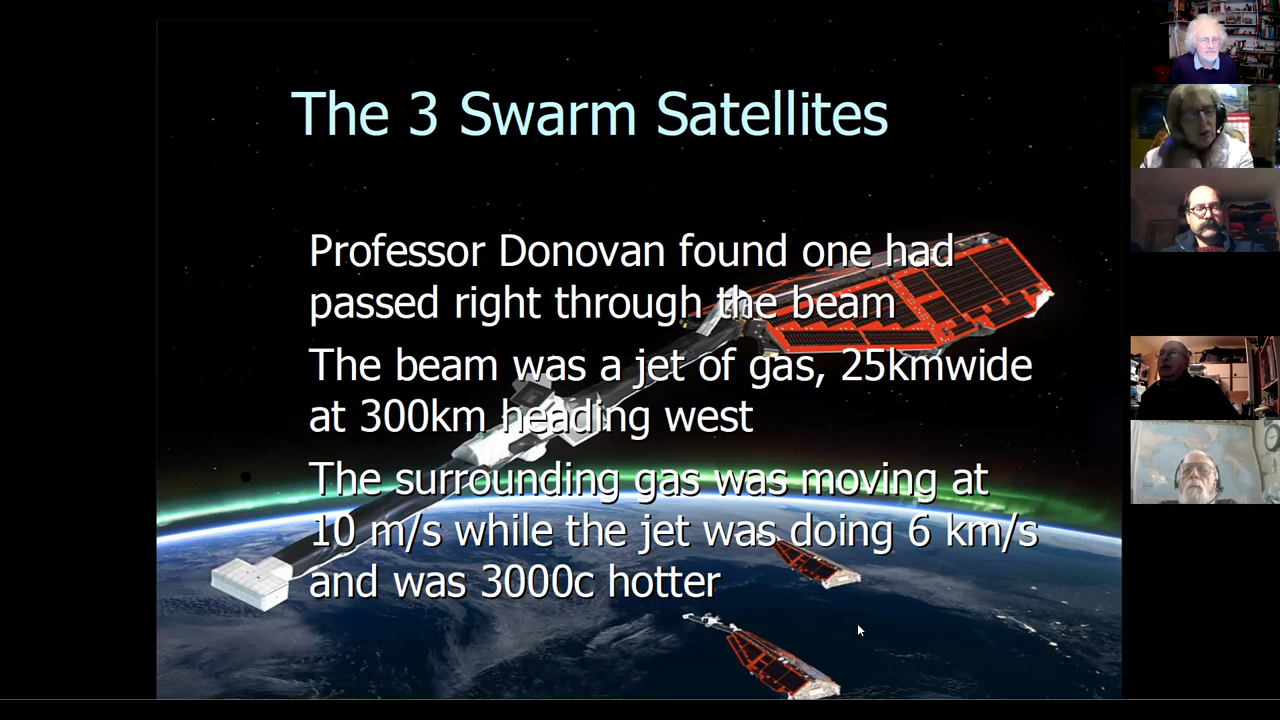 The 3 Swarm Satellites
Professor Donovan found one had
passed right through the beam
The beam was a jet of gas, 25kmwide
at 300km heading west
The surrounding gas was moving at
10 m/s while the jet was doing 6 km/s
and was 3000c hotter